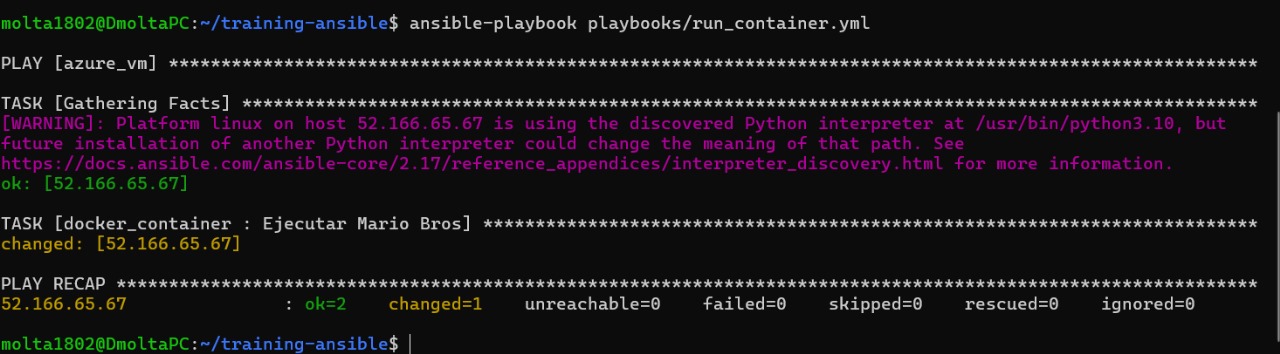 molta1802@DmoltaPC:~/training-ansible$ ansible-playbook playbooks/run_container.yml
PLAY [azure_vm] ********************************************************************************************************
TASK [Gathering Facts] *************************************************************************************************
[WARNING]: Platform linux on host 52.166.65.67 is using the discovered Python interpreter at /usr/bin/python3.10, but
future installation of another Python interpreter could change the meaning of that path. See
https://docs.ansible.com/ansible-core/2.17/reference_appendices/interpreter_discovery.html for more information.
ok: [52.166.65.67]
TASK [docker_container : Ejecutar Mario Bros] **************************************************************************
changed: [52.166.65.67]
PLAY RECAP *************************************************************************************************************
52.166.65.67               : ok=2    changed=1    unreachable=0    failed=0    skipped=0    rescued=0    ignored=0
molta1802@DmoltaPC:~/training-ansible$